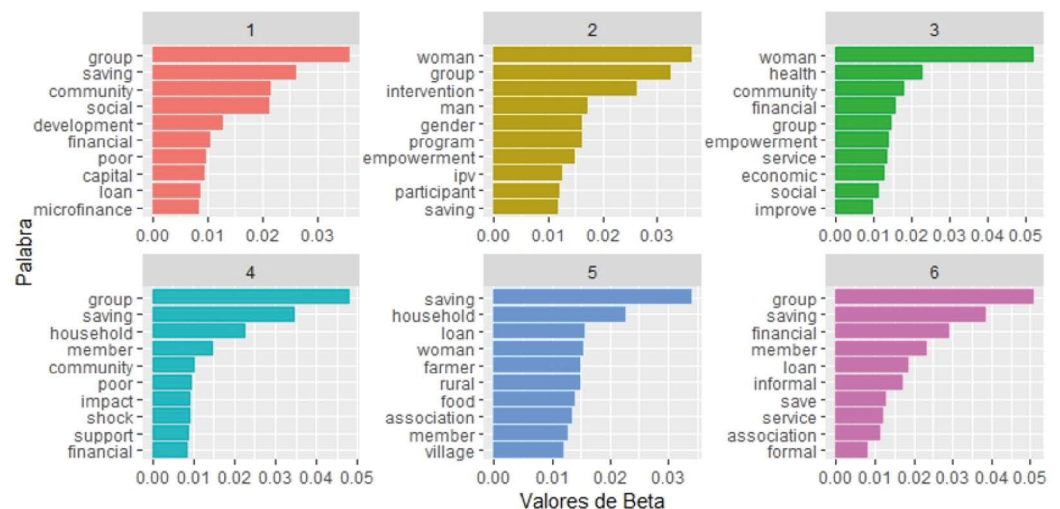 1
group
saving
community
social
development
financial
poor
capital
loan
microfinance
0.00 0.01 0.02 0.03
2
woman
group
intervention
man
gender
program
empowerment
ipv
participant
saving
0.00 0.01 0.02 0.03
3
woman
health
community
financial
group
empowerment
service
economic
social
improve
0.00 0.01 0.02 0.03 0.04 0.05
Palabra
4
group
saving
household
member
community
poor
impact
shock
support
financial
0.00 0.01 0.02 0.03 0.04 0.05
5
saving
household
loan
woman
farmer
rural
food
association
member
village
0.00 0.01 0.02 0.03
6
group
saving
financial
member
loan
informal
save
service
association
formal
0.00 0.01 0.02 0.03 0.04 0.05
Valores de Beta